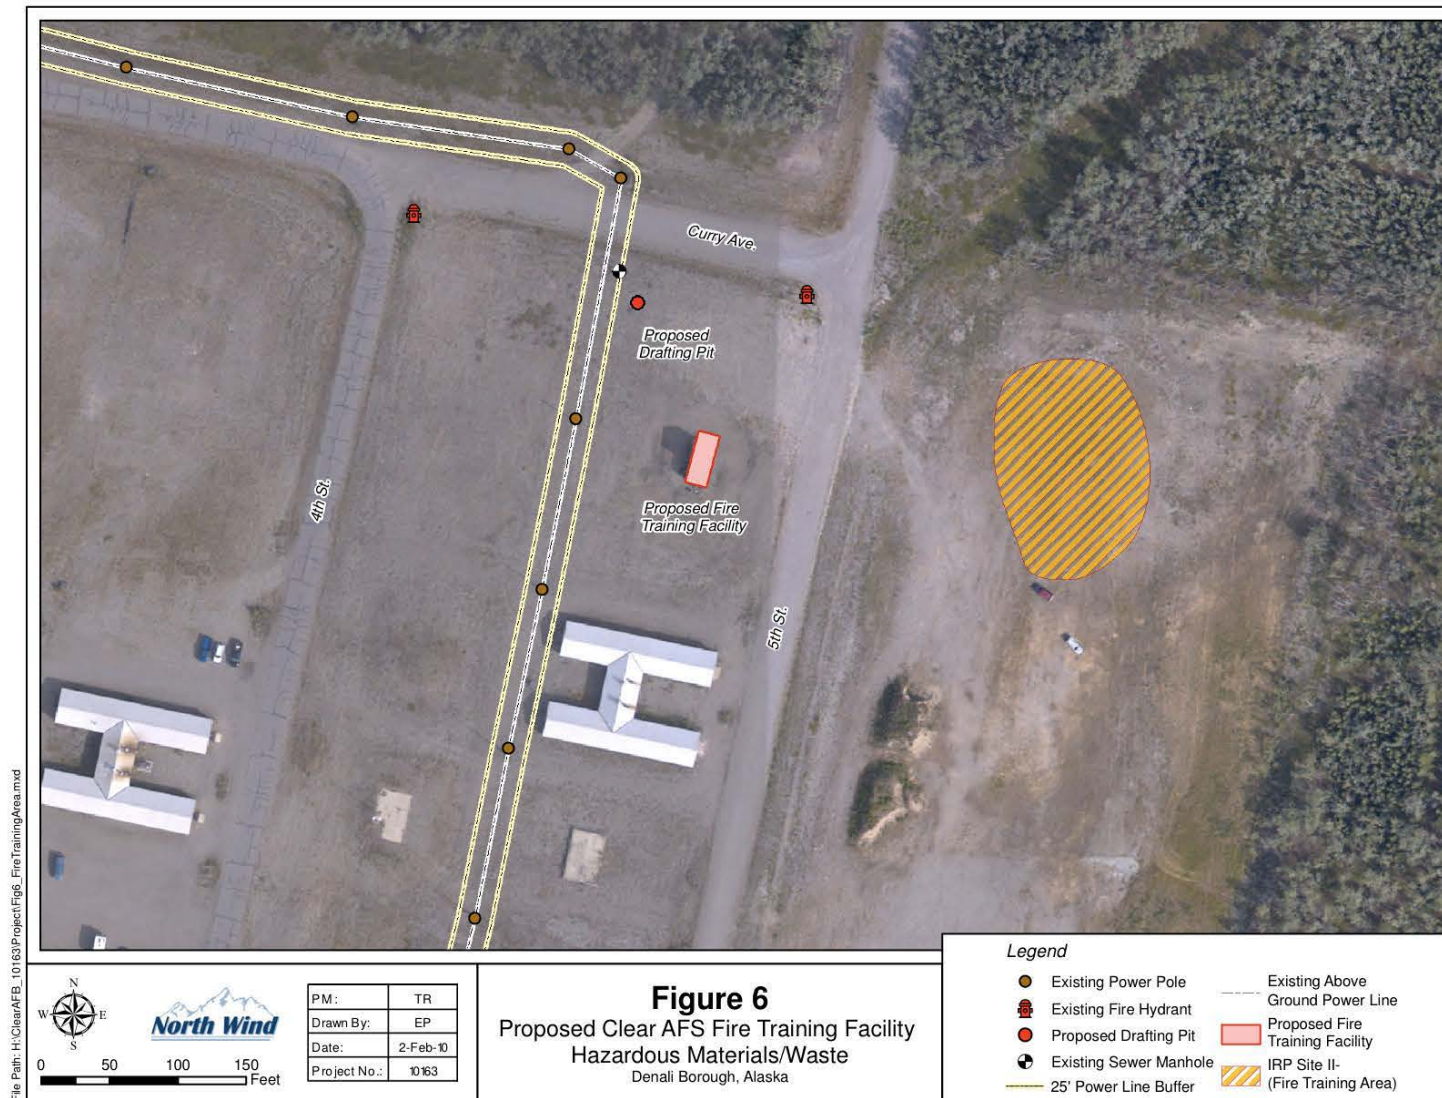 Curry Ave.
Proposed
Drafting Pit
4th St.
Proposed Fire
Training Facility
5th St.
File Path: H:\ClearAFB_10163\Project\Fig6_FireTrainingArea.mxd
N
W
E
S
0 50 100 150
Feet
North Wind
PM: TR
Drawn By: EP
Date: 2-Feb-10
Project No.: 10163
Figure 6
Proposed Clear AFS Fire Training Facility
Hazardous Materials/Waste
Denali Borough, Alaska
Legend
Existing Power Pole
Existing Fire Hydrant
Proposed Drafting Pit
Existing Sewer Manhole
25' Power Line Buffer
Existing Above
Ground Power Line
Proposed Fire
Training Facility
IRP Site II-
(Fire Training Area)